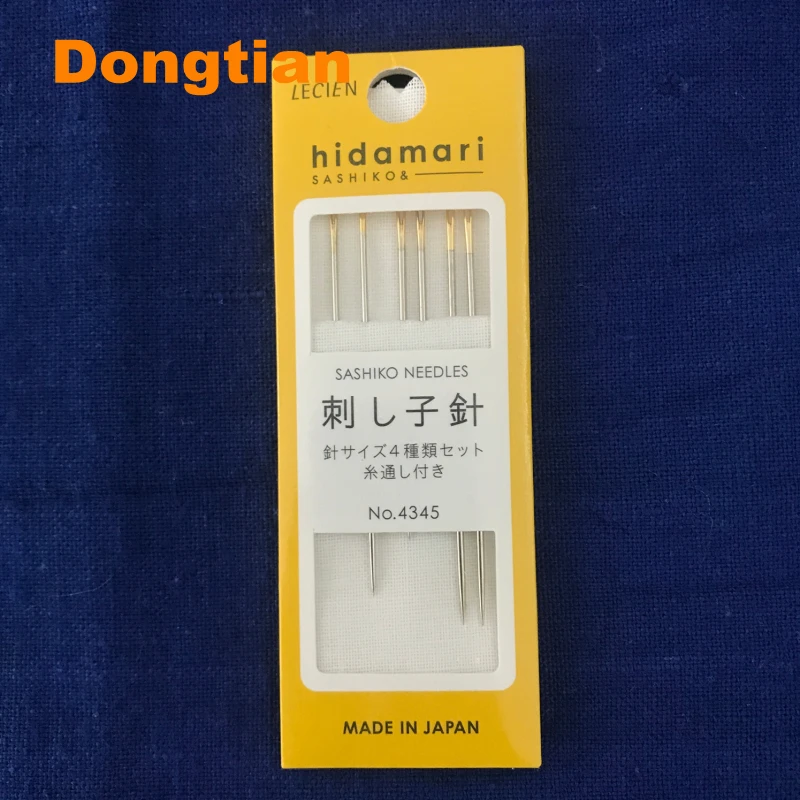 Dongtian
LECIEN
hidamari
SASHIKO&
SASHIKO NEEDLES
刺し子針
針サイズ4種類セット
糸通し付き
No.4345
MADE IN JAPAN